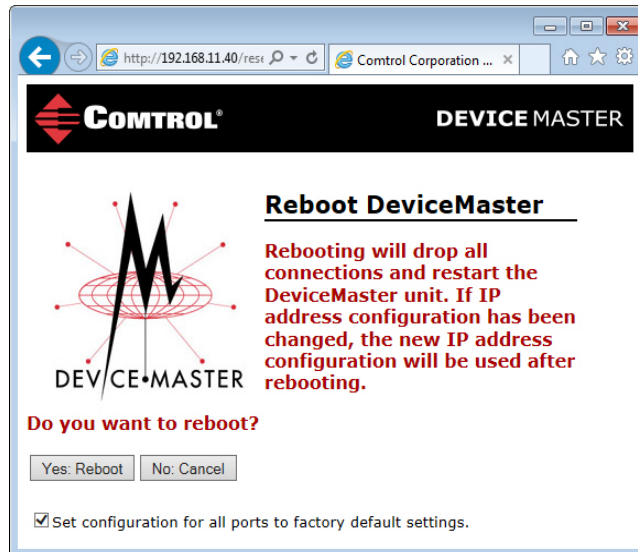 http://192.168.11.40/rese
Comtrol Corporation ...
COMTROL®
DEVICEMASTER
Reboot DeviceMaster
Rebooting will drop all
connections and restart the
DeviceMaster unit. If IP
address configuration has been
changed, the new IP address
configuration will be used after
rebooting.
DEVICE•MASTER
Do you want to reboot?
Yes: Reboot
No: Cancel
Set configuration for all ports to factory default settings.